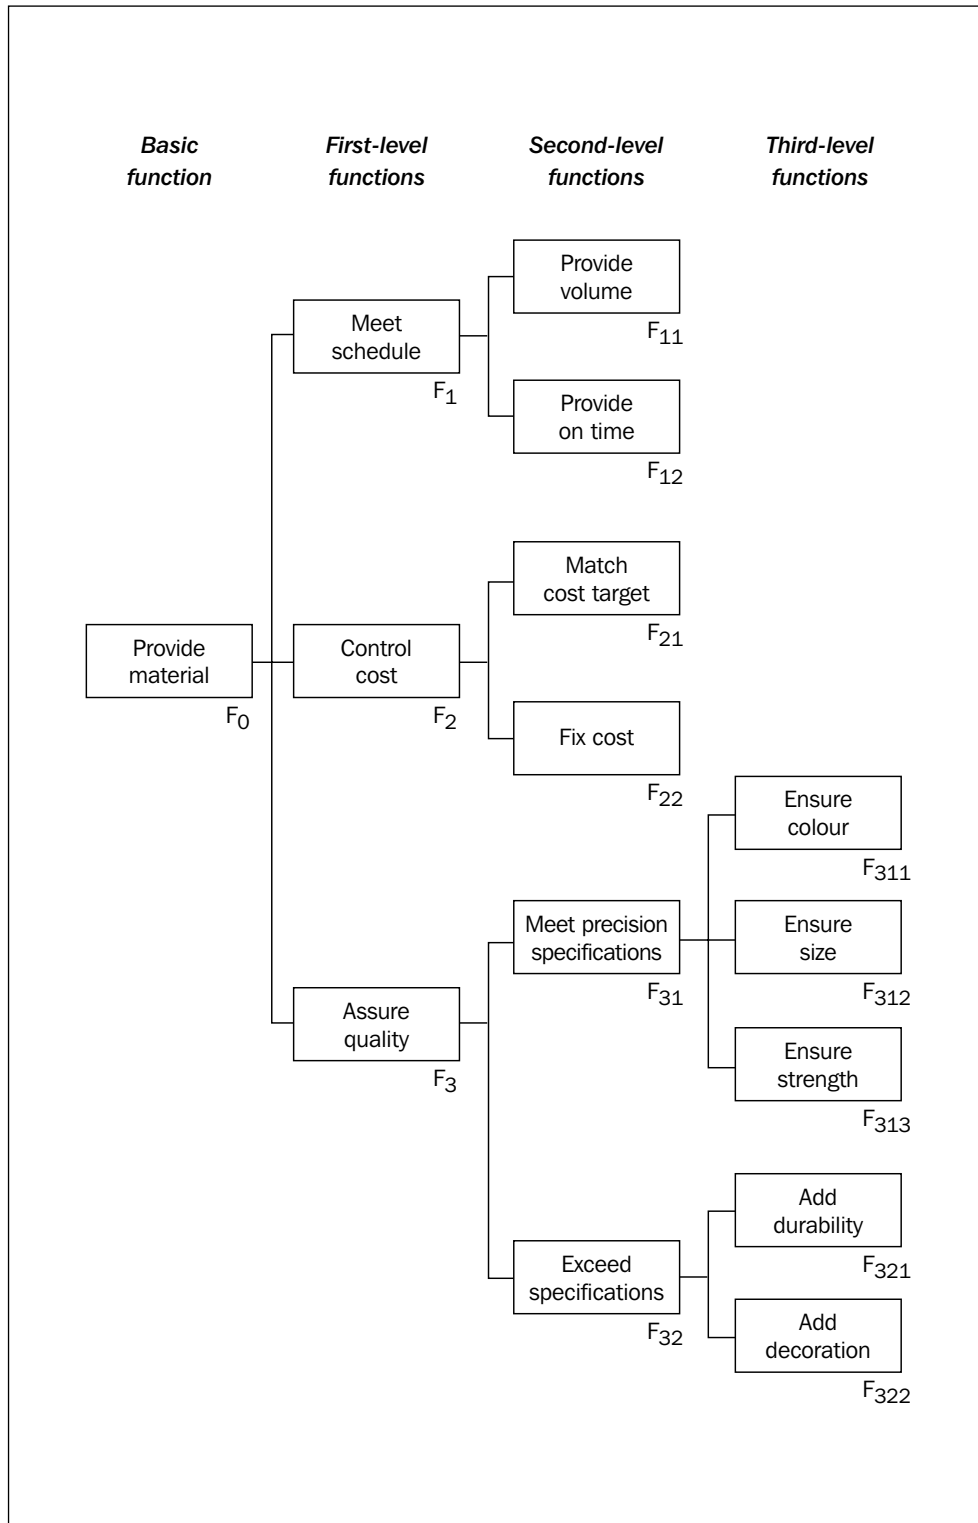 Basic
function
First-level
functions
Second-level
functions
Third-level
functions
Provide
volume
F11
Meet
schedule
F1
Provide
on time
F12
Match
cost target
F21
Provide
material
F0
Control
cost
F2
Fix cost
F22
Ensure
colour
F311
Meet precision
specifications
F31
Ensure
size
F312
Assure
quality
F3
Ensure
strength
F313
Add
durability
F321
Exceed
specifications
F32
Add
decoration
F322